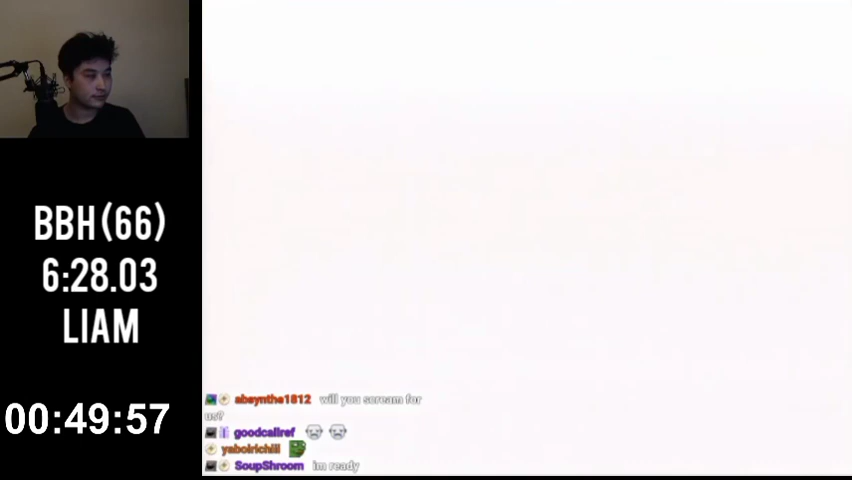 BBH(66)
6:28.03
LIAM
00:49:57
absynthe1812 will you scream for
us?
goodcallref
yaboirichill
SoupShroom im ready